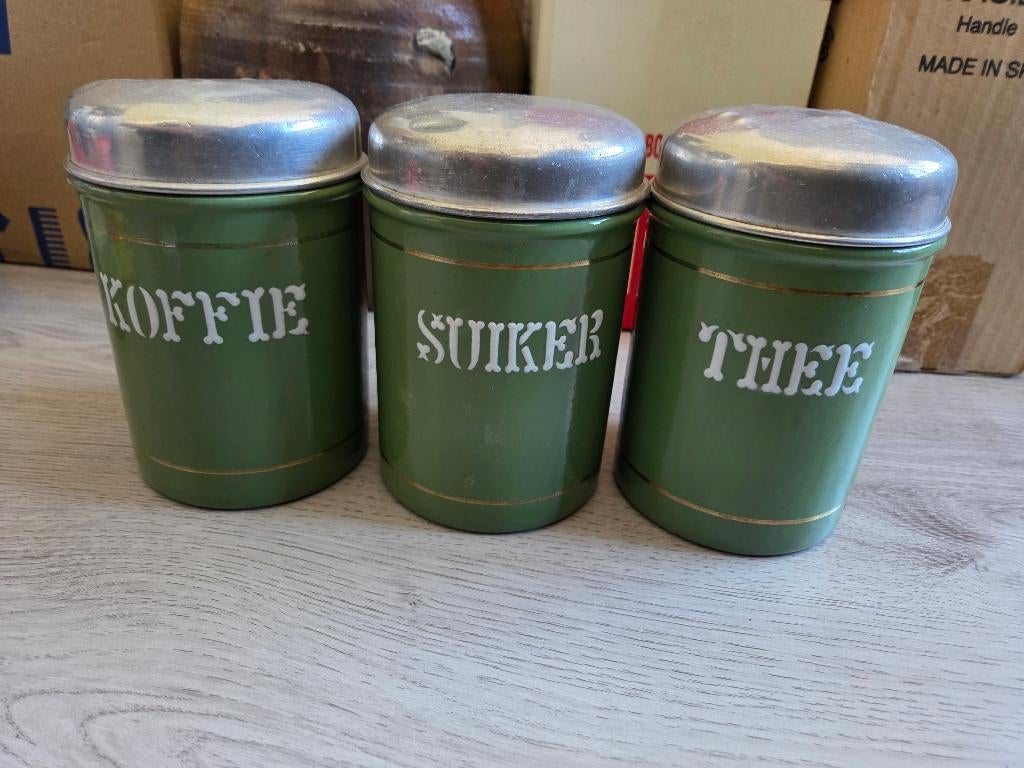 KOFFIE
SUIKER
THEE
Handle
MADE IN